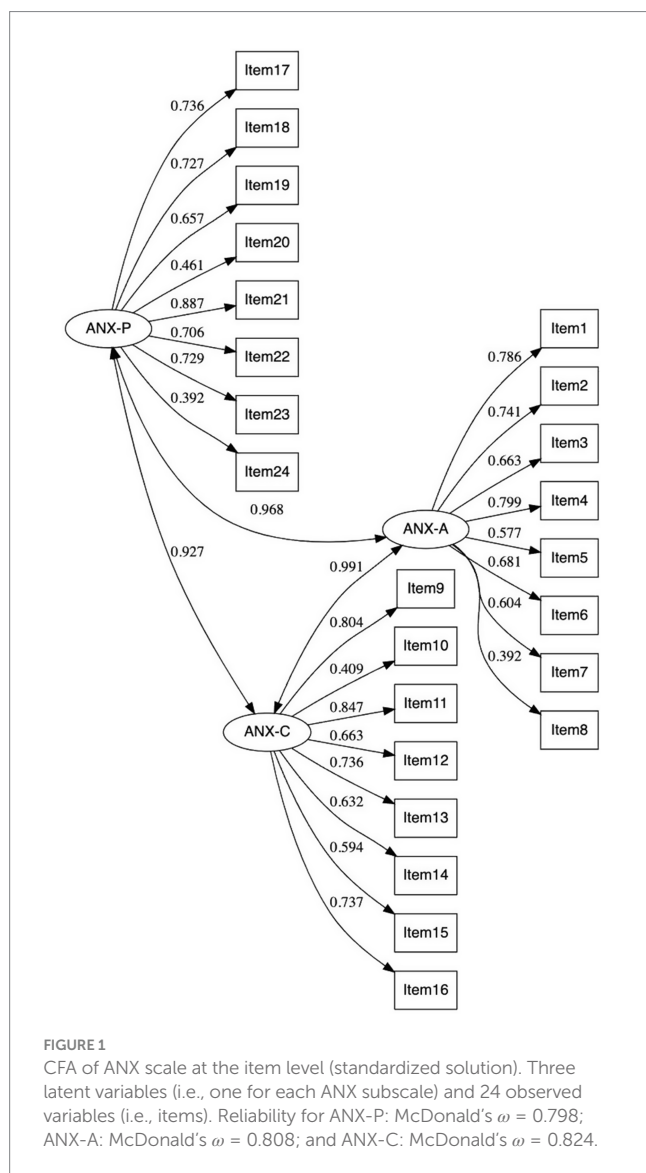 Item17
0.736
Item18
0.727
Item19
0.657
Item20
0.461
Item21
0.887
ANX-P
0.706
Item22
0.729
Item23
0.392
Item24
0.968
0.927
Item1
0.786
Item2
0.741
Item3
0.663
Item4
0.799
ANX-A
0.577
Item5
0.681
Item6
0.604
Item7
0.392
Item8
0.991
Item9
0.804
Item10
0.409
Item11
0.847
ANX-C
0.663
Item12
0.736
Item13
0.632
Item14
0.594
Item15
0.737
Item16
FIGURE 1
CFA of ANX scale at the item level (standardized solution). Three
latent variables (i.e., one for each ANX subscale) and 24 observed
variables (i.e., items). Reliability for ANX-P: McDonald’s ω = 0.798;
ANX-A: McDonald’s ω = 0.808; and ANX-C: McDonald’s ω = 0.824.